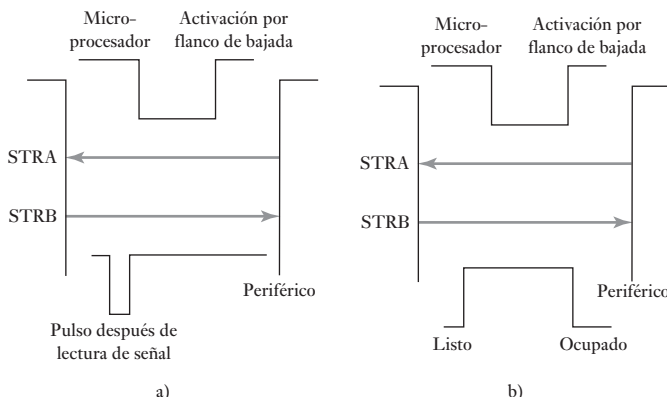 Micro-
procesador
Activación por
flanco de bajada
STRA
STRB
Periférico
Pulso después de
lectura de señal
a)
Micro-
procesador
Activación por
flanco de bajada
STRA
STRB
Periférico
Listo
Ocupado
b)